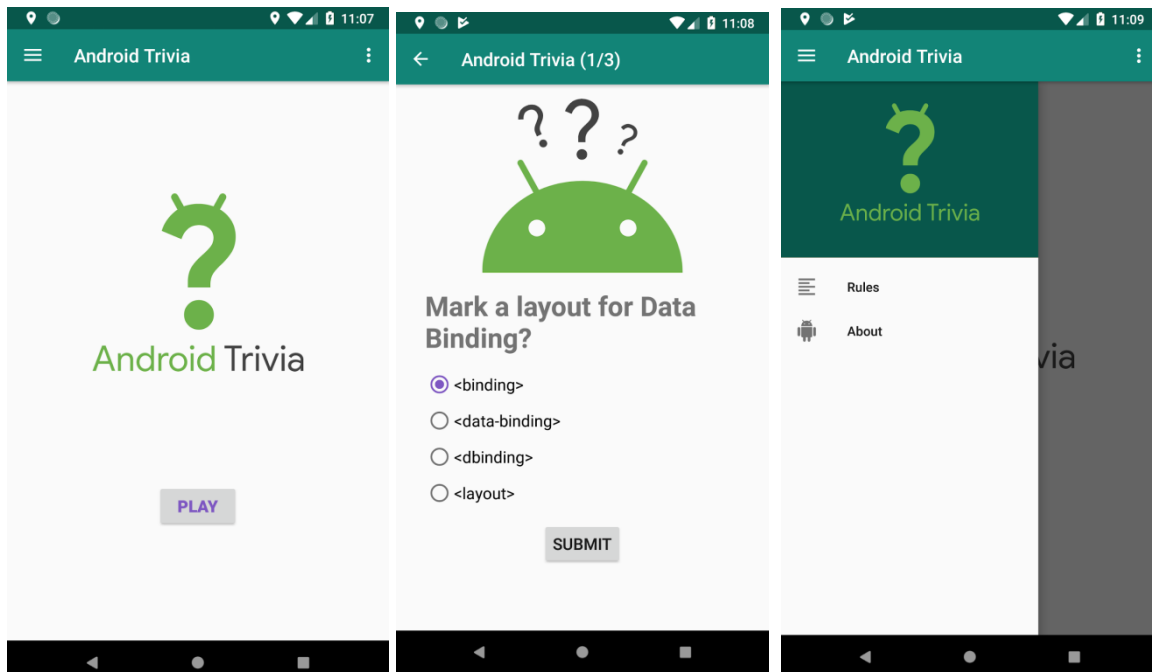 11:07
Android Trivia
Android Trivia
PLAY
11:08
Android Trivia (1/3)
? ? ?
Mark a layout for Data
Binding?
<binding>
<data-binding>
<dbinding>
<layout>
SUBMIT
11:09
Android Trivia
?
Android Trivia
Rules
About
via